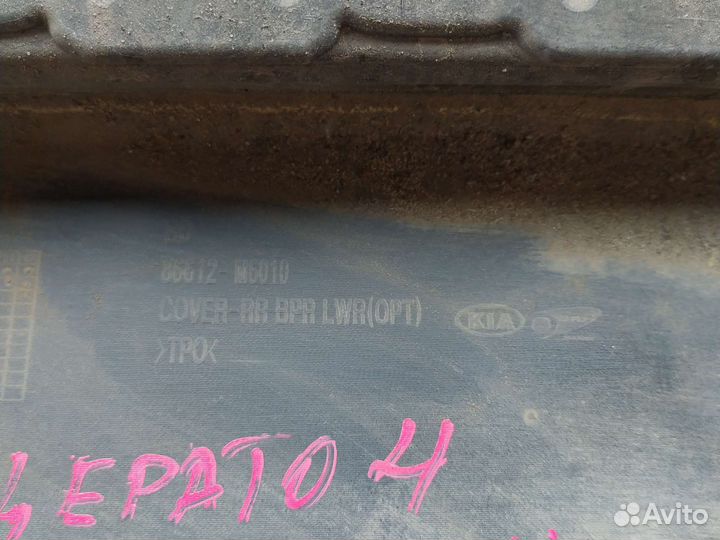 86612-M6010
COVER-RR BPR LWR(OPT)
KIA
>TPO<
ЦЕРАТО 4
Avito